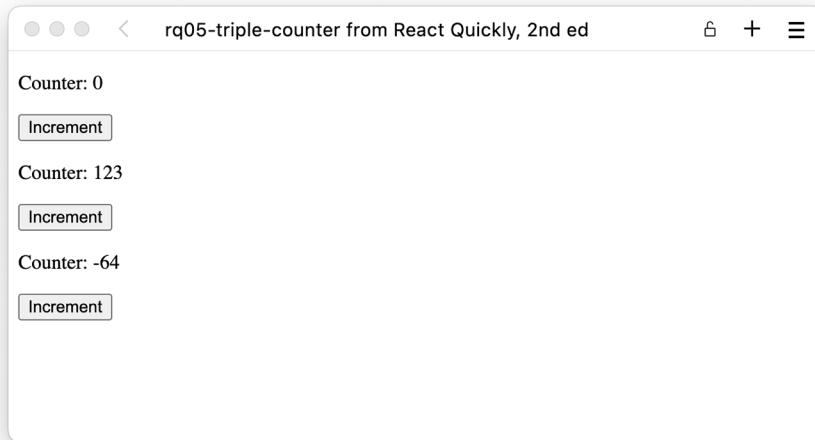 rq05-triple-counter from React Quickly, 2nd ed
Counter: 0
Increment
Counter: 123
Increment
Counter: -64
Increment